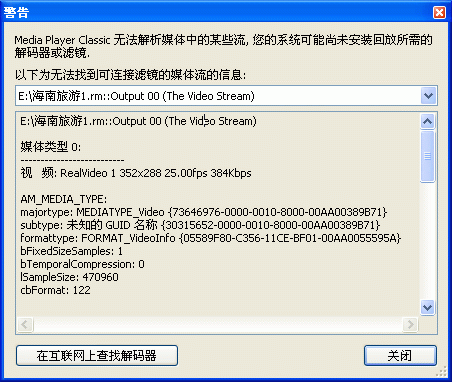 警告
Media Player Classic 无法解析媒体中的某些流, 您的系统可能尚未安装回放所需的
解码器或滤镜.
以下为无法找到可连接滤镜的媒体流的信息:
E:\海南旅游1.rm::Output 00 (The Video Stream)
E:\海南旅游1.rm::Output 00 (The Video Stream)
媒体类型 0:
--------------------------
视 频: RealVideo 1 352x288 25.00fps 384Kbps
AM_MEDIA_TYPE:
majortype: MEDIATYPE_Video {73646976-0000-0010-8000-00AA00389B71}
subtype: 未知的 GUID 名称 {30315652-0000-0010-8000-00AA00389B71}
formattype: FORMAT_VideoInfo {05589F80-C356-11CE-BF01-00AA0055595A}
bFixedSizeSamples: 1
bTemporalCompression: 0
lSampleSize: 470960
cbFormat: 122
在互联网上查找解码器
关闭